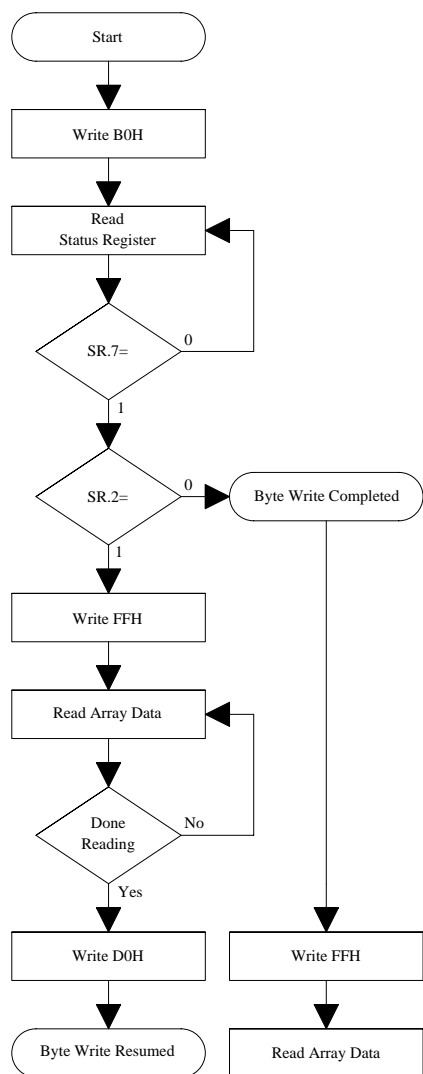 Start
Write B0H
Read
Status Register
SR.7=
0
1
SR.2=
0
Byte Write Completed
1
Write FFH
Read Array Data
Done
Reading
No
Yes
Write D0H
Write FFH
Byte Write Resumed
Read Array Data